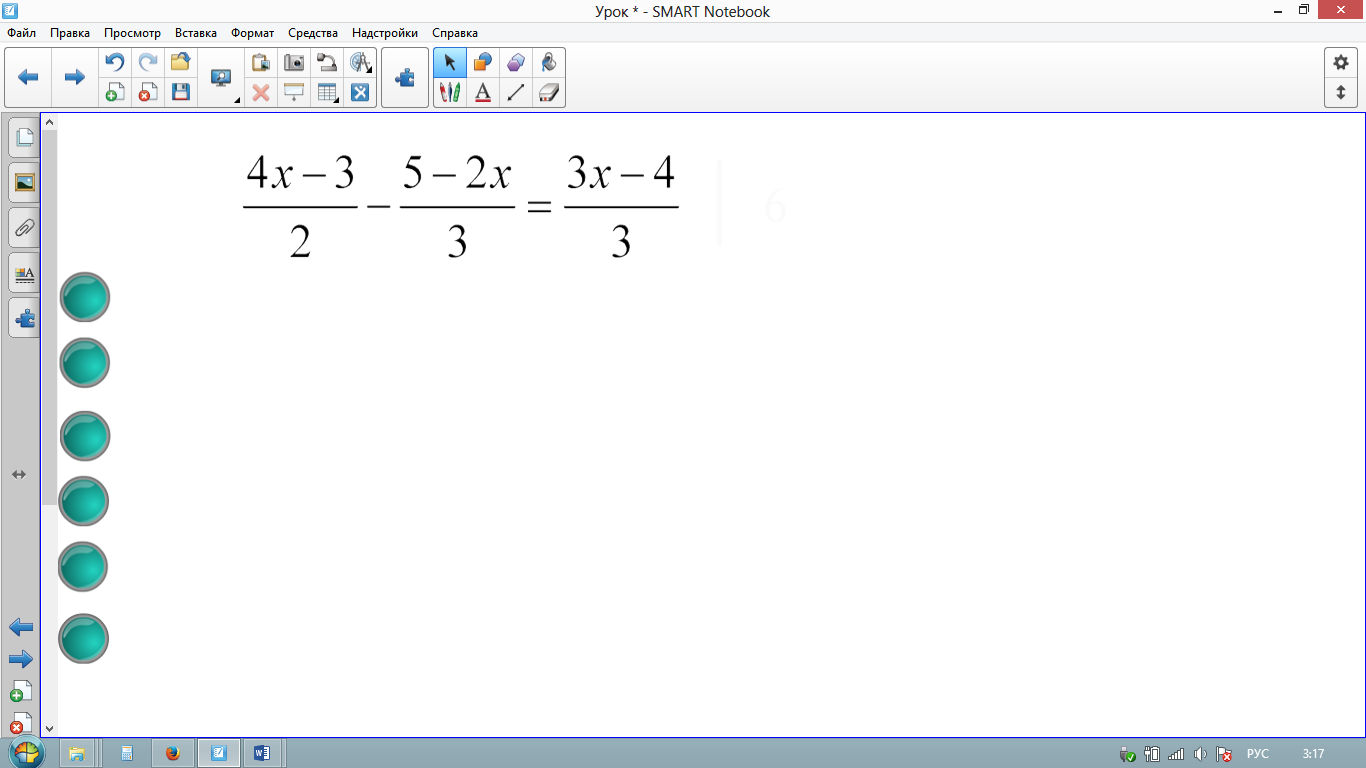 Урок * - SMART Notebook
Файл Правка Просмотр Вставка Формат Средства Надстройки Справка
4x − 3 5 − 2x 3x − 4 | 6
—— − —— = ——
2 3 3
РУС 3:17